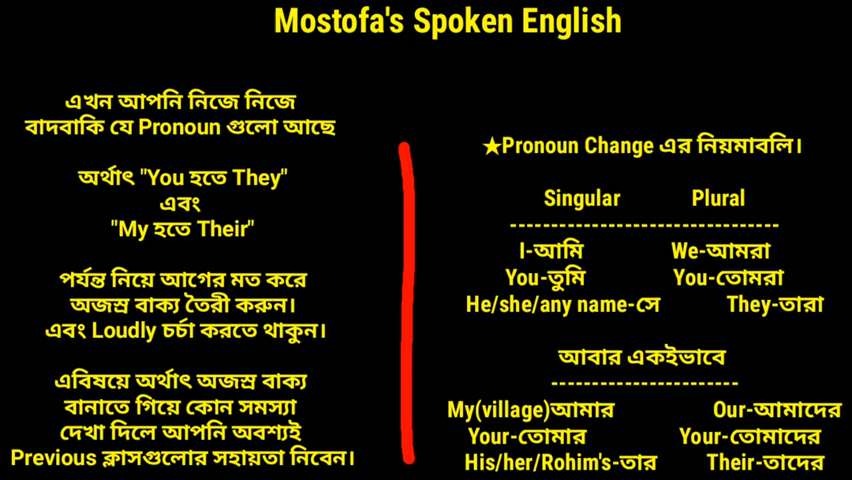 Mostofa's Spoken English
এখন আপনি নিজে নিজে
বাদবাকি যে Pronoun গুলো আছে
অর্থাৎ "You হতে They"
এবং
"My হতে Their"
পর্যন্ত নিয়ে আগের মত করে
অজস্র বাক্য তৈরী করুন।
এবং Loudly চর্চা করতে থাকুন।
এবিষয়ে অর্থাৎ অজস্র বাক্য
বানাতে গিয়ে কোন সমস্যা
দেখা দিলে আপনি অবশ্যই
Previous ক্লাসগুলোর সহায়তা নিবেন।
★Pronoun Change এর নিয়মাবলি।
Singular Plural
---------------------------------
I-আমি We-আমরা
You-তুমি You-তোমরা
He/she/any name-সে They-তারা
আবার একইভাবে
-----------------------
My(village)আমার Our-আমাদের
Your-তোমার Your-তোমাদের
His/her/Rohim's-তার Their-তাদের